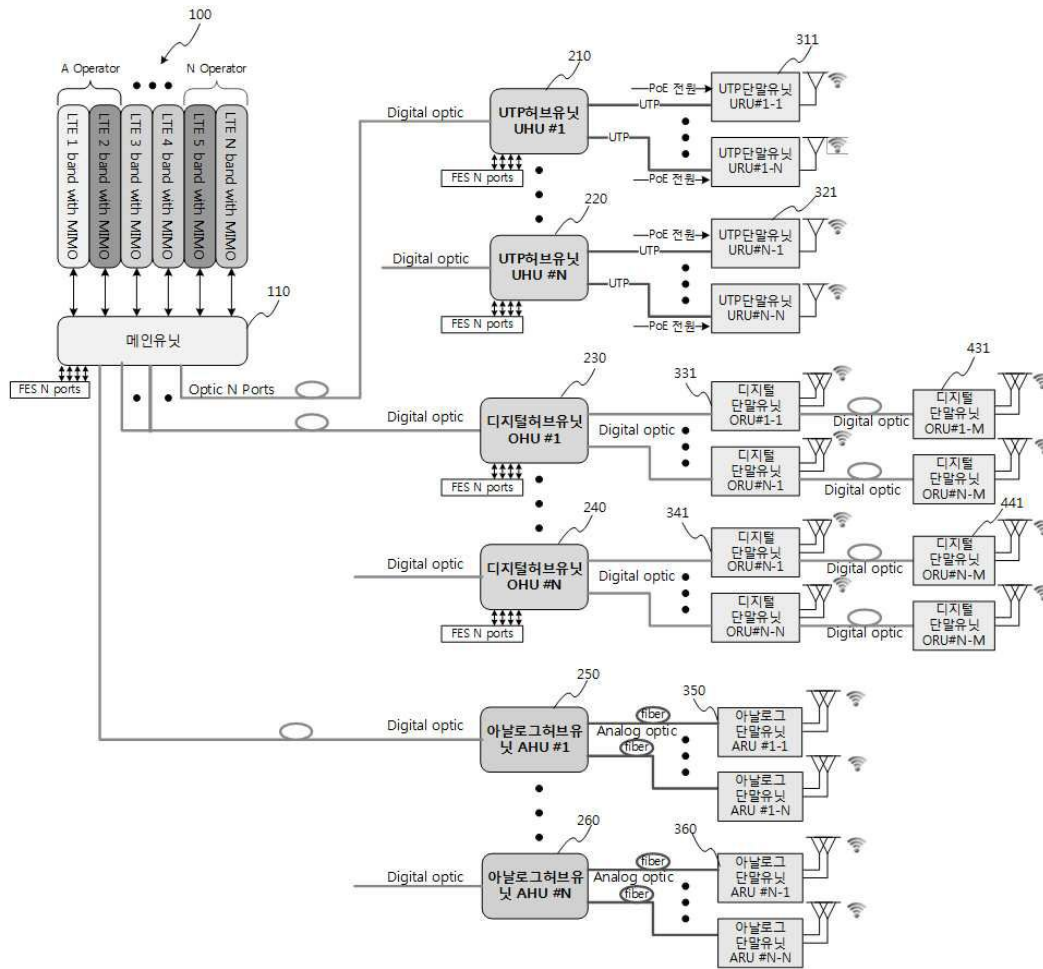 100
A Operator
N Operator
LTE 1 band with MIMO
LTE 2 band with MIMO
LTE 3 band with MIMO
LTE 4 band with MIMO
LTE 5 band with MIMO
LTE N band with MIMO
110
메인유닛
FES N ports
Optic N Ports
210
Digital optic
UTP허브유닛
UHU #1
FES N ports
PoE 전원
UTP
UTP
PoE 전원
311
UTP단말유닛
URU#1-1
UTP단말유닛
URU#1-N
220
Digital optic
UTP허브유닛
UHU #N
FES N ports
PoE 전원
UTP
UTP
PoE 전원
321
UTP단말유닛
URU#N-1
UTP단말유닛
URU#N-N
230
Digital optic
디지털허브유닛
OHU #1
FES N ports
Digital optic
331
디지털
단말유닛
ORU#1-1
디지털
단말유닛
ORU#N-1
Digital optic
Digital optic
431
디지털
단말유닛
ORU#1-M
디지털
단말유닛
ORU#N-M
240
Digital optic
디지털허브유닛
OHU #N
FES N ports
Digital optic
341
디지털
단말유닛
ORU#N-1
디지털
단말유닛
ORU#N-N
Digital optic
Digital optic
441
디지털
단말유닛
ORU#N-M
디지털
단말유닛
ORU#N-M
250
Digital optic
아날로그허브유
닛 AHU #1
fiber
Analog optic
fiber
350
아날로그
단말유닛
ARU #1-1
아날로그
단말유닛
ARU #1-N
260
Digital optic
아날로그허브유
닛 AHU #N
fiber
Analog optic
fiber
360
아날로그
단말유닛
ARU #N-1
아날로그
단말유닛
ARU #N-N